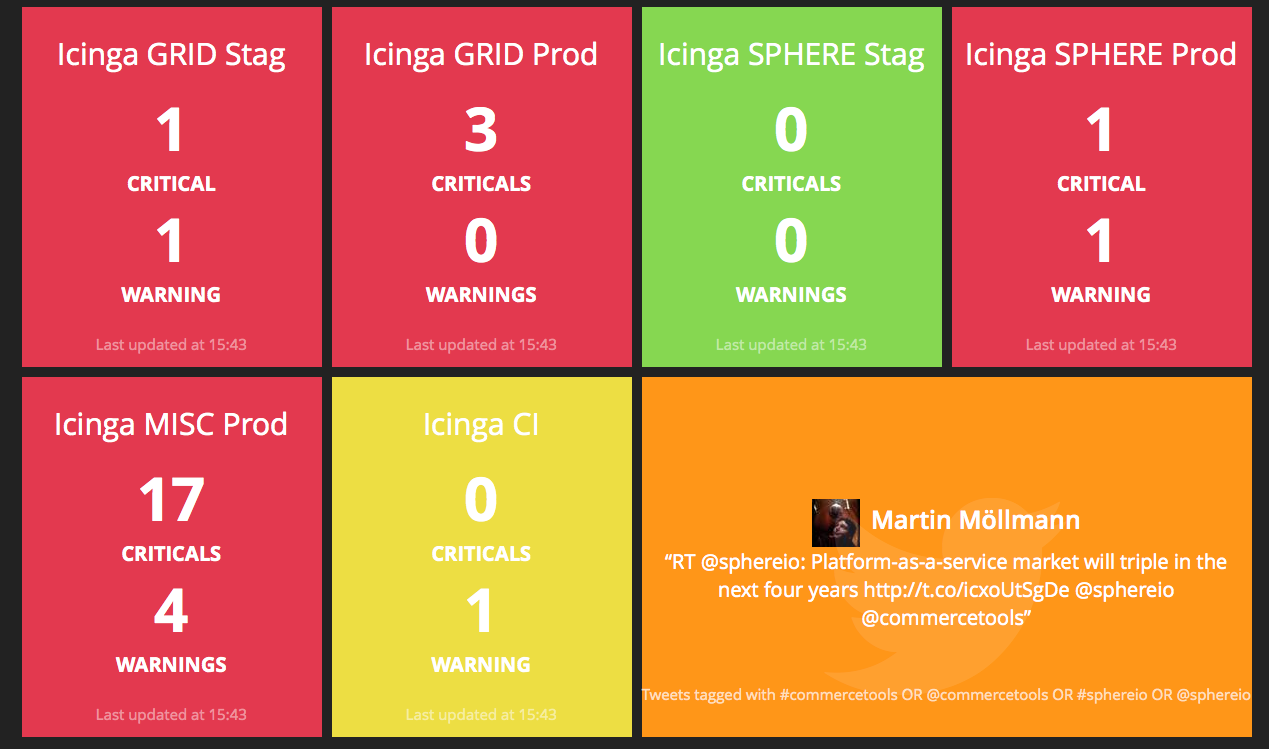 Icinga GRID Stag
1
CRITICAL
1
WARNING
Last updated at 15:43
Icinga GRID Prod
3
CRITICALS
0
WARNINGS
Last updated at 15:43
Icinga SPHERE Stag
0
CRITICALS
0
WARNINGS
Last updated at 15:43
Icinga SPHERE Prod
1
CRITICAL
1
WARNING
Last updated at 15:43
Icinga MISC Prod
17
CRITICALS
4
WARNINGS
Last updated at 15:43
Icinga CI
0
CRITICALS
1
WARNING
Last updated at 15:43
Martin Möllmann
“RT @sphereio: Platform-as-a-service market will triple in the
next four years http://t.co/icxoUtSgDe @sphereio
@commercetools”
Tweets tagged with #commercetools OR @commercetools OR #sphereio OR @sphereio